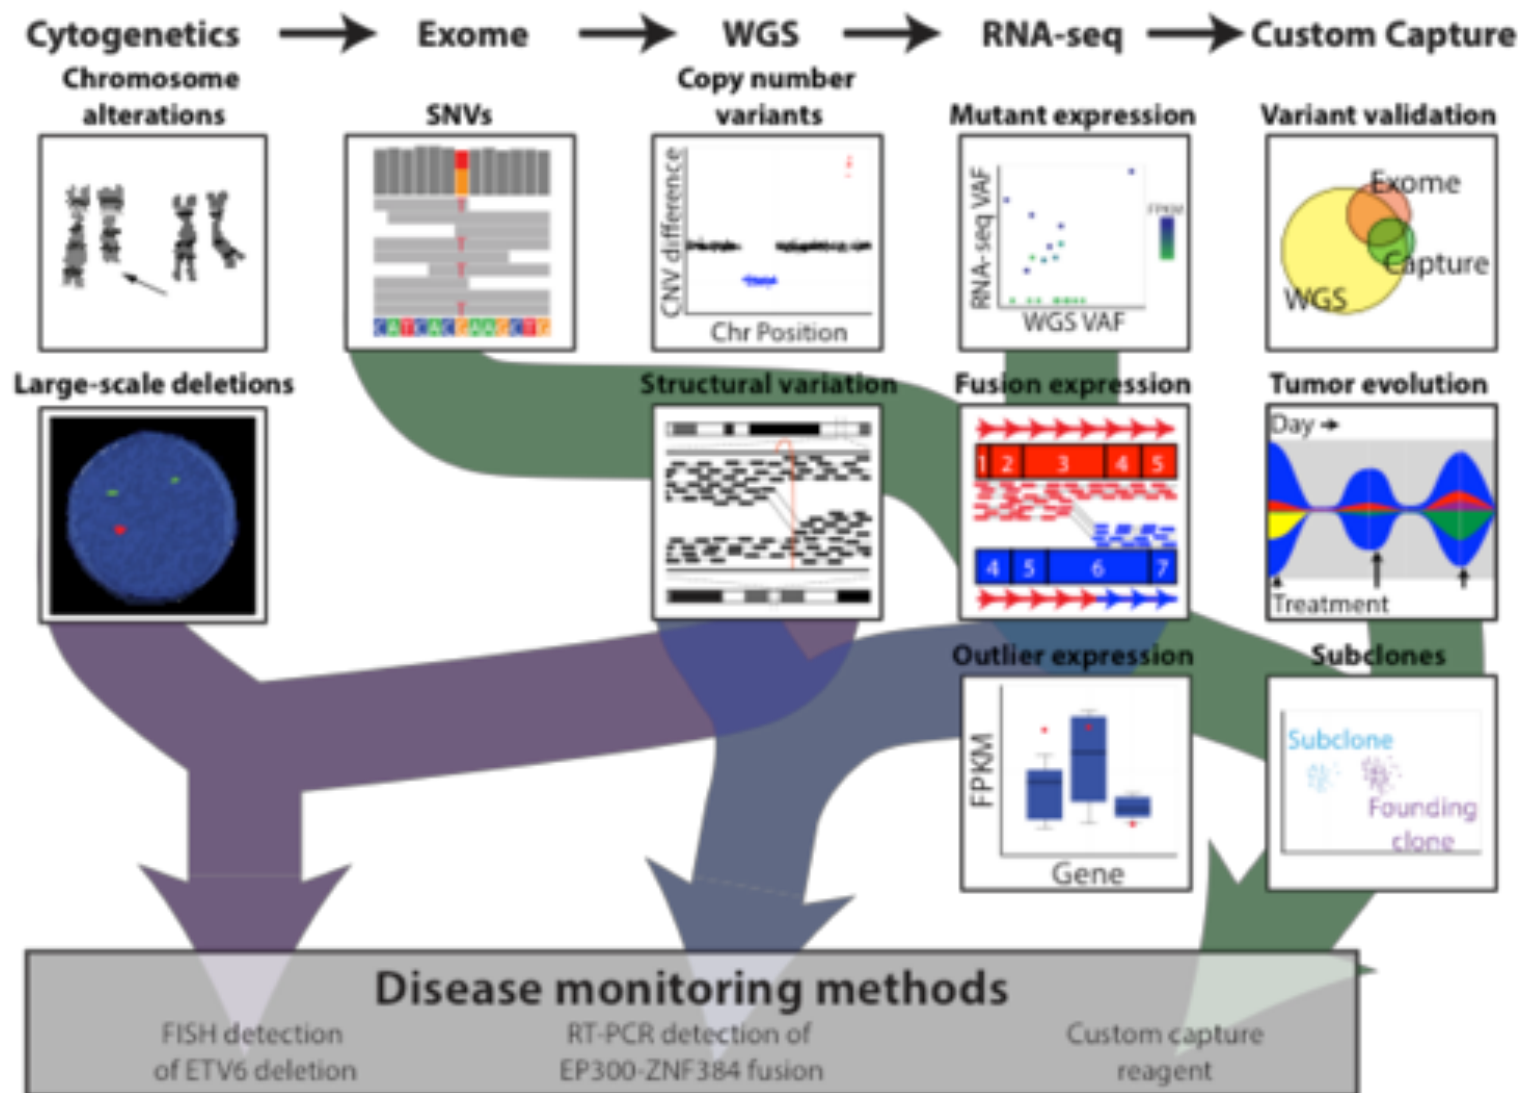 Cytogenetics Exome WGS RNA-seq Custom Capture
Chromosome
alterations
SNVs
Copy number
variants
Mutant expression
Variant validation
T
T
T
T
CATCACGAAGCTG
CNV difference
Chr Position
RNA-seq VAF
FPKM
WGS VAF
Exome
Capture
WGS
Large-scale deletions
Structural variation
Fusion expression
1 2 3 4 5
4 5 6 7
Tumor evolution
Day
Treatment
Outlier expression
FPKM
Gene
Subclones
Subclone
Founding
clone
Disease monitoring methods
FISH detection
of ETV6 deletion
RT-PCR detection of
EP300-ZNF384 fusion
Custom capture
reagent